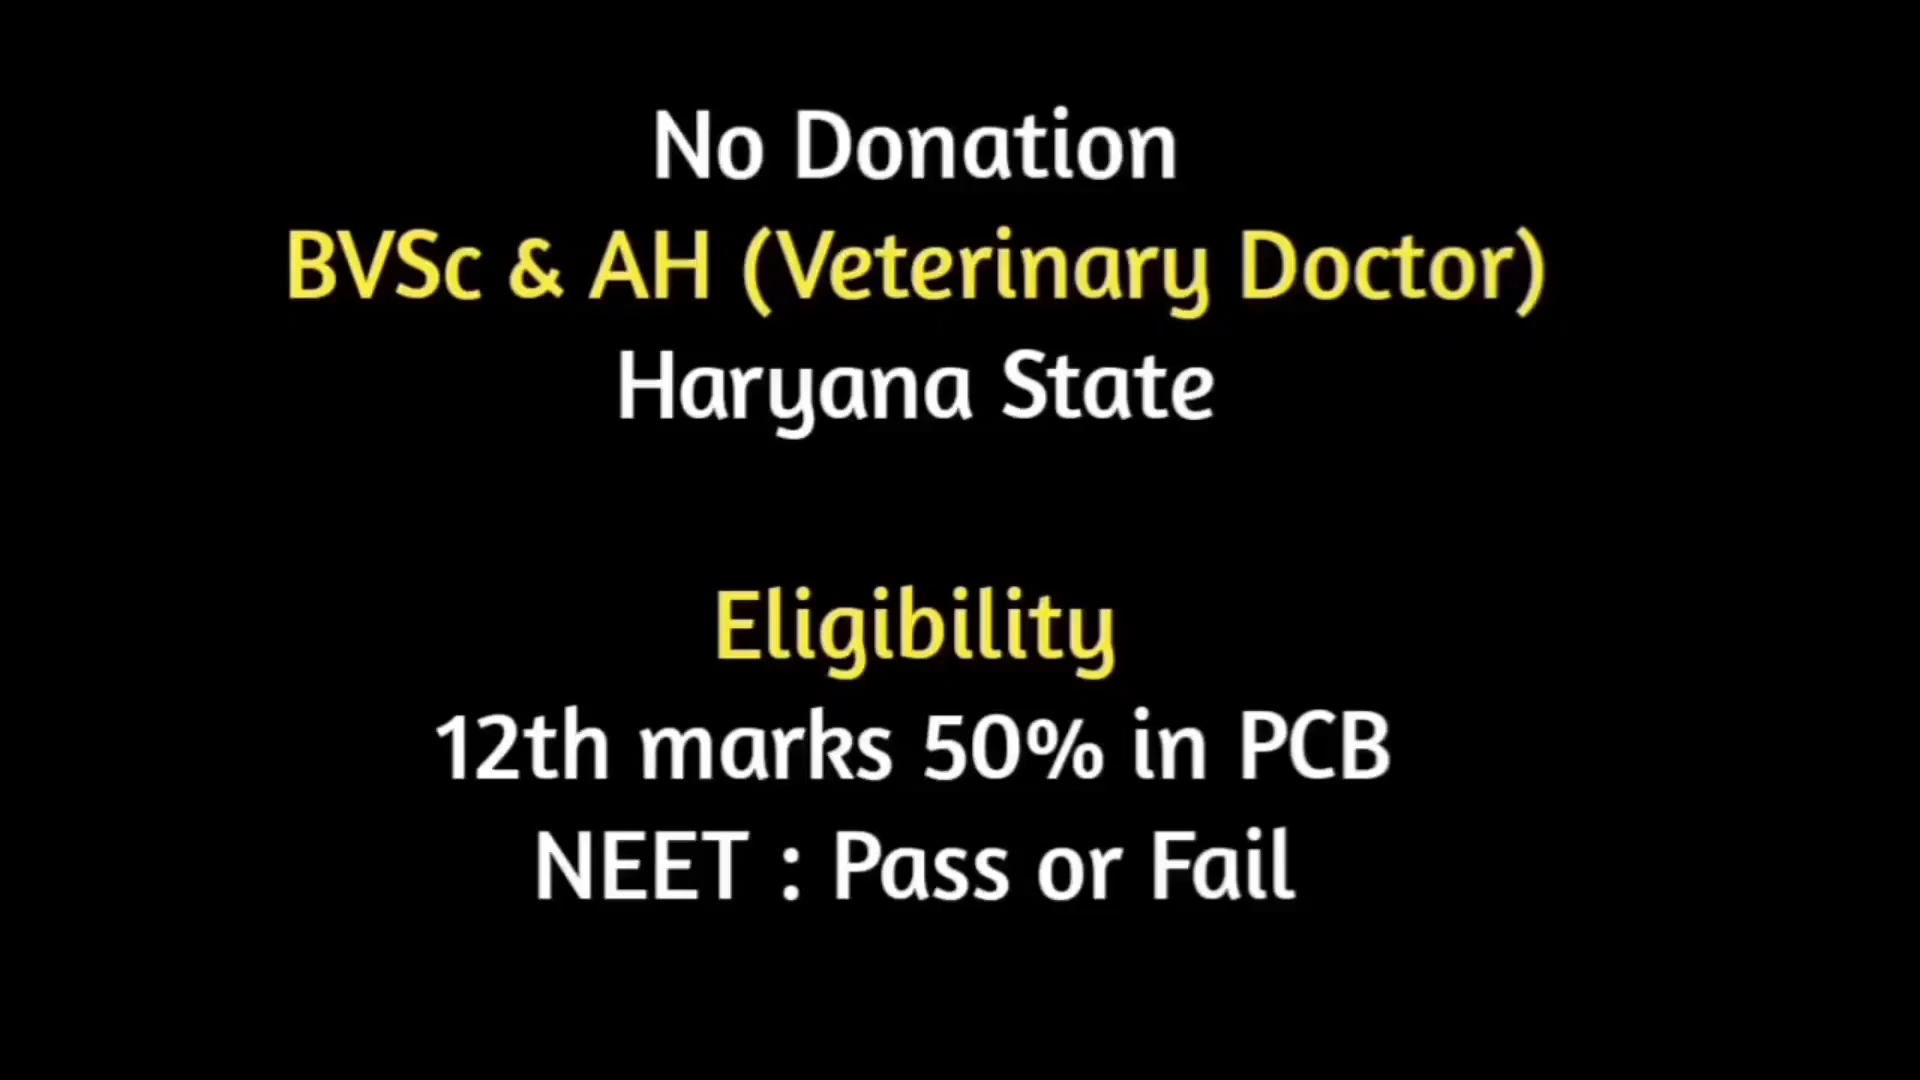 No Donation
BVSc & AH (Veterinary Doctor)
Haryana State
Eligibility
12th marks 50% in PCB
NEET : Pass or Fail